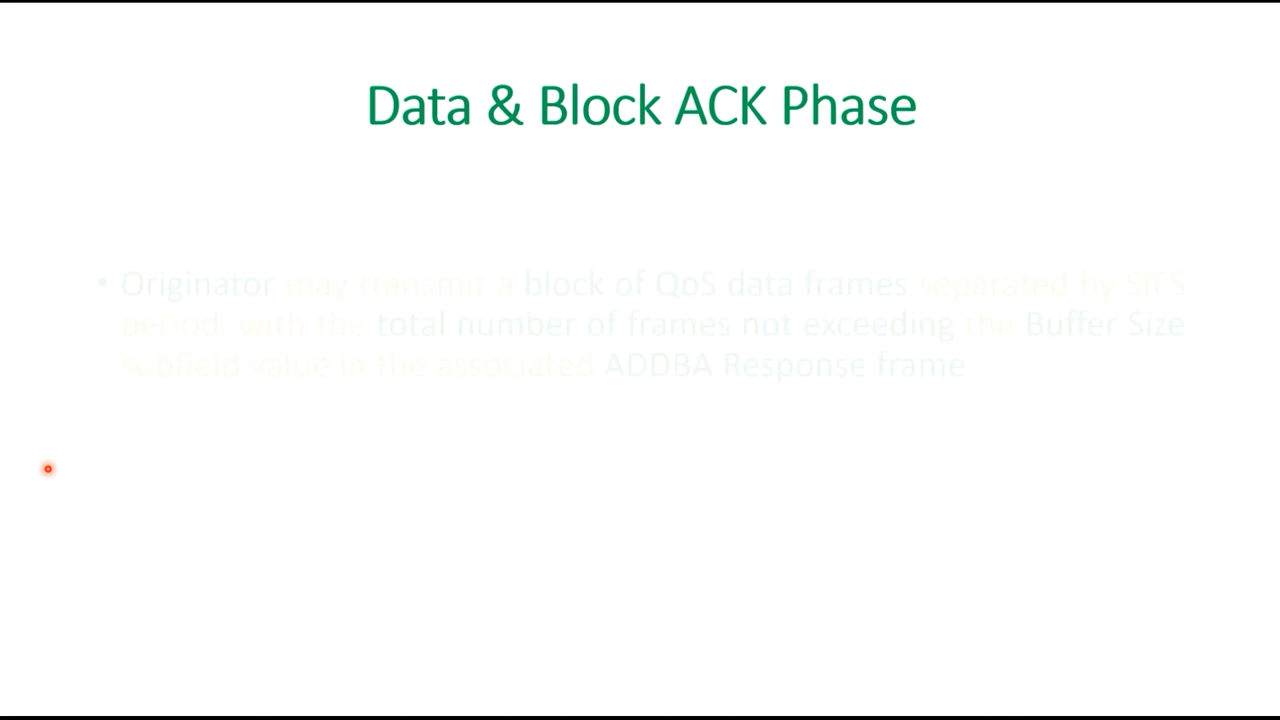 Data & Block ACK Phase
• Originator may transmit a block of QoS data frames separated by SIFS
period with the total number of frames not exceeding the Buffer Size
subfield value in the associated ADDBA Response frame